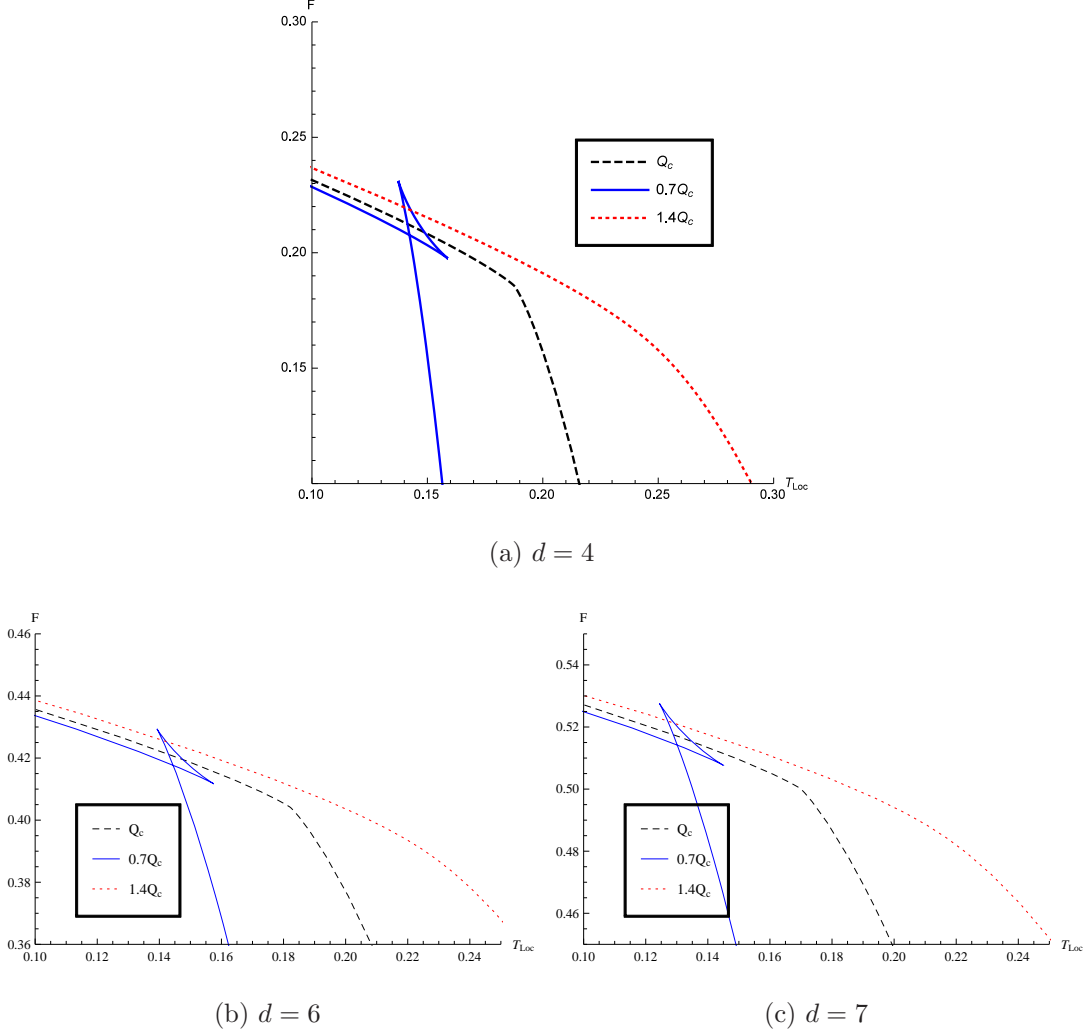 F
0.30
0.25
0.20
0.15
0.10 0.15 0.20 0.25 0.30
T_Loc
Q_c
0.7Q_c
1.4Q_c
(a) d = 4
F
0.46
0.44
0.42
0.40
0.38
0.36
0.10 0.12 0.14 0.16 0.18 0.20 0.22 0.24
T_Loc
Q_c
0.7Q_c
1.4Q_c
(b) d = 6
F
0.54
0.52
0.50
0.48
0.46
0.10 0.12 0.14 0.16 0.18 0.20 0.22 0.24
T_Loc
Q_c
0.7Q_c
1.4Q_c
(c) d = 7